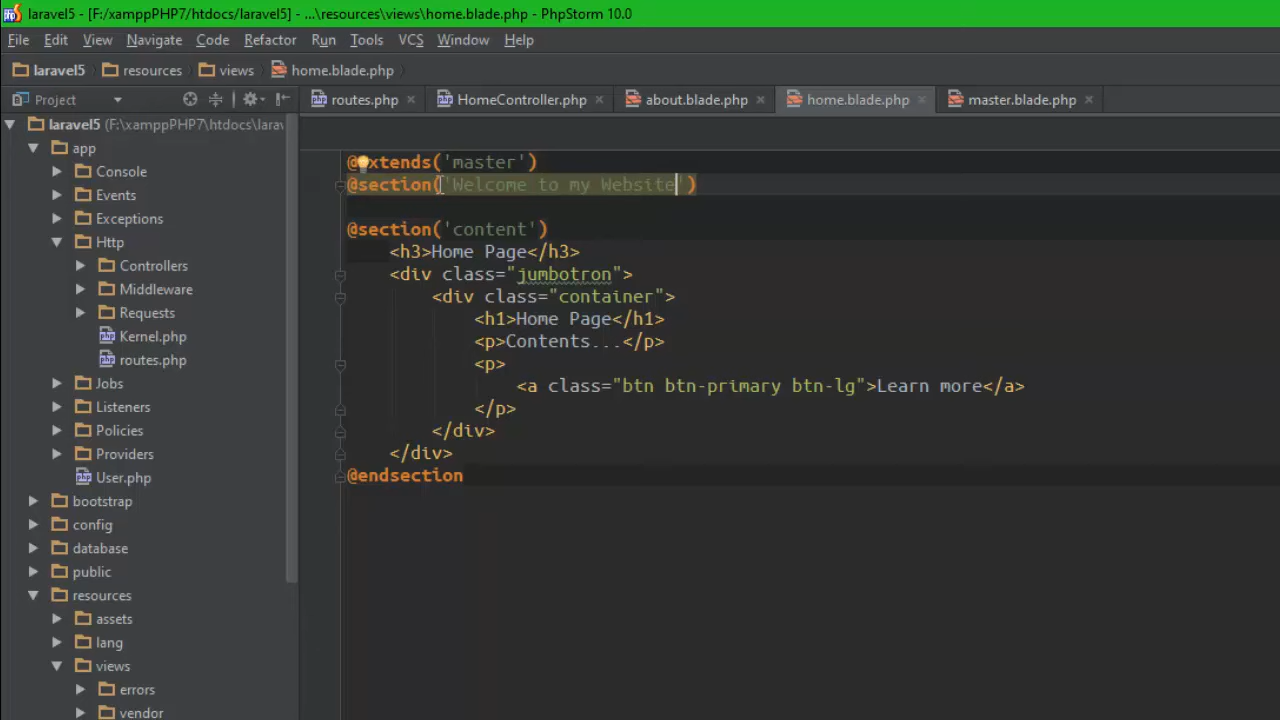 laravel5 - [F:/xamppPHP7/htdocs/laravel5] - ...\resources\views\home.blade.php - PhpStorm 10.0
File Edit View Navigate Code Refactor Run Tools VCS Window Help
laravel5 resources views home.blade.php
Project routes.php HomeController.php about.blade.php home.blade.php master.blade.php
laravel5 (F:\xamppPHP7\htdocs\larav
app
Console
Events
Exceptions
Http
Controllers
Middleware
Requests
Kernel.php
routes.php
Jobs
Listeners
Policies
Providers
User.php
bootstrap
config
database
public
resources
assets
lang
views
errors
vendor
@extends('master')
@section('Welcome to my Website')
@section('content')
<h3>Home Page</h3>
<div class="jumbotron">
<div class="container">
<h1>Home Page</h1>
<p>Contents...</p>
<p>
<a class="btn btn-primary btn-lg">Learn more</a>
</p>
</div>
</div>
@endsection